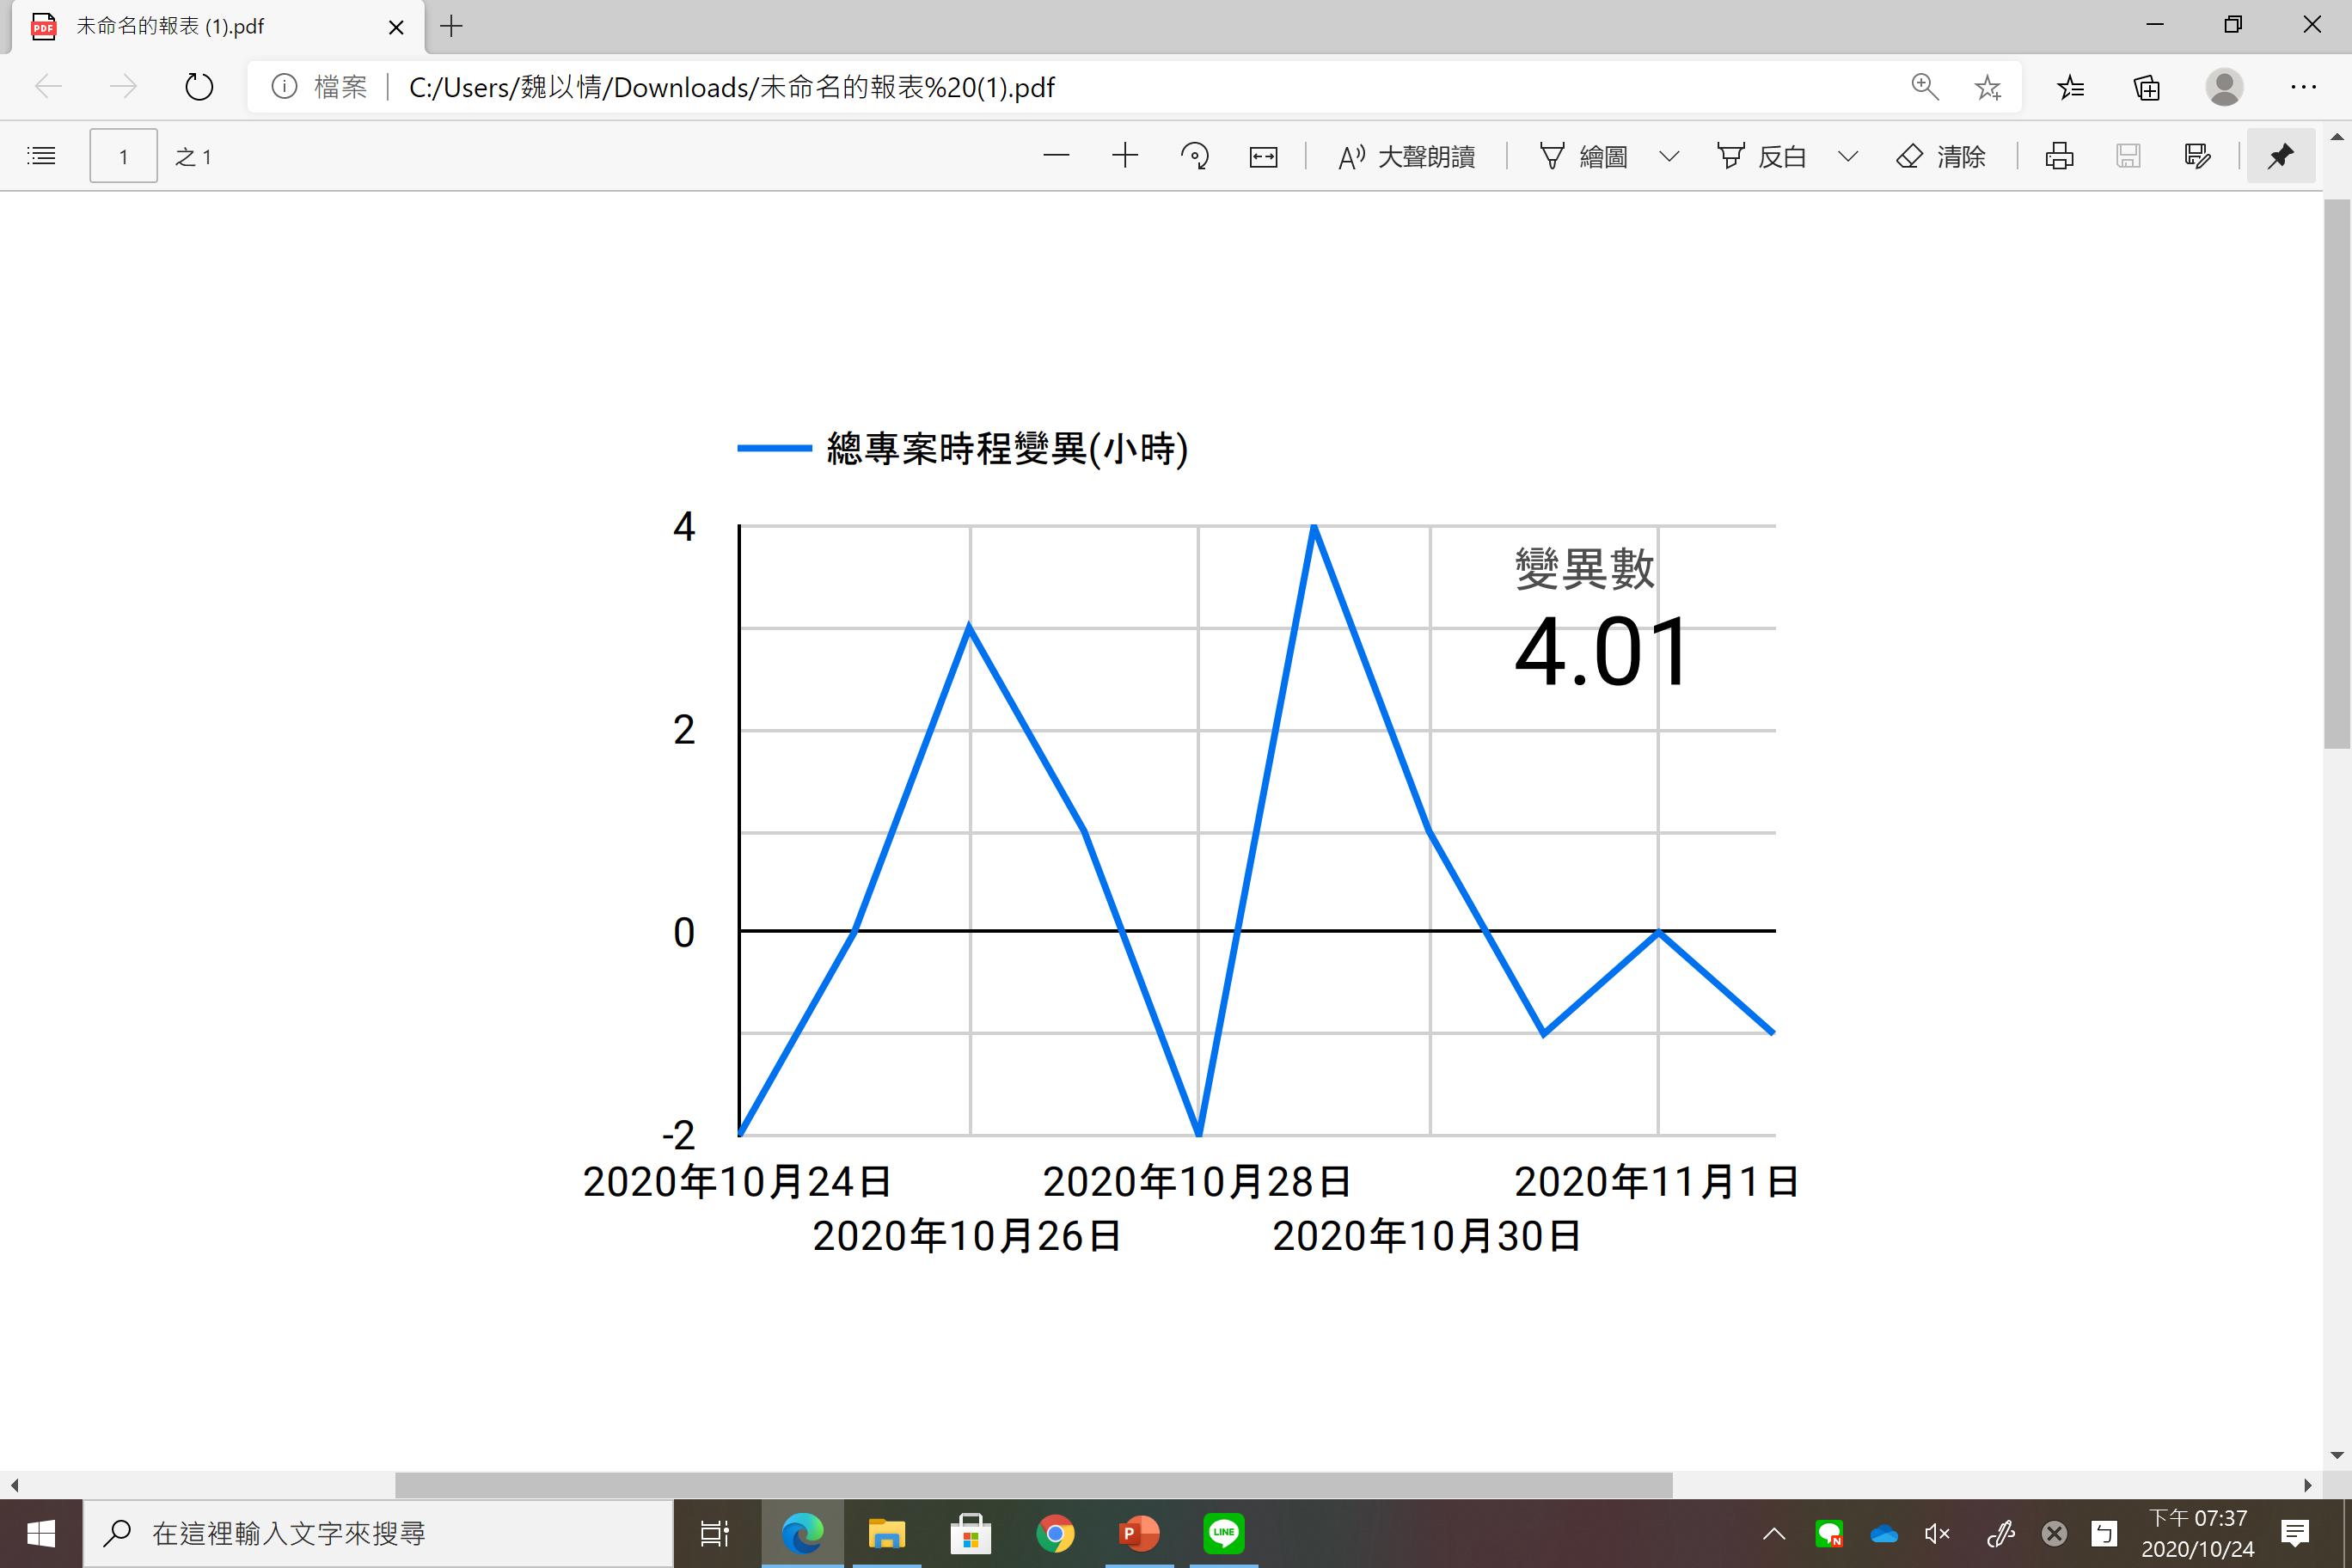 未命名的報表 (1).pdf
檔案 C:/Users/魏以情/Downloads/未命名的報表%20(1).pdf
1 之 1 大聲朗讀 繪圖 反白 清除
總專案時程變異(小時)
4
變異數
4.01
2
0
-2
2020年10月24日 2020年10月28日 2020年11月1日
2020年10月26日 2020年10月30日
在這裡輸入文字來搜尋
下午 07:37
2020/10/24
PDF
P
LINE
N
ㄅ